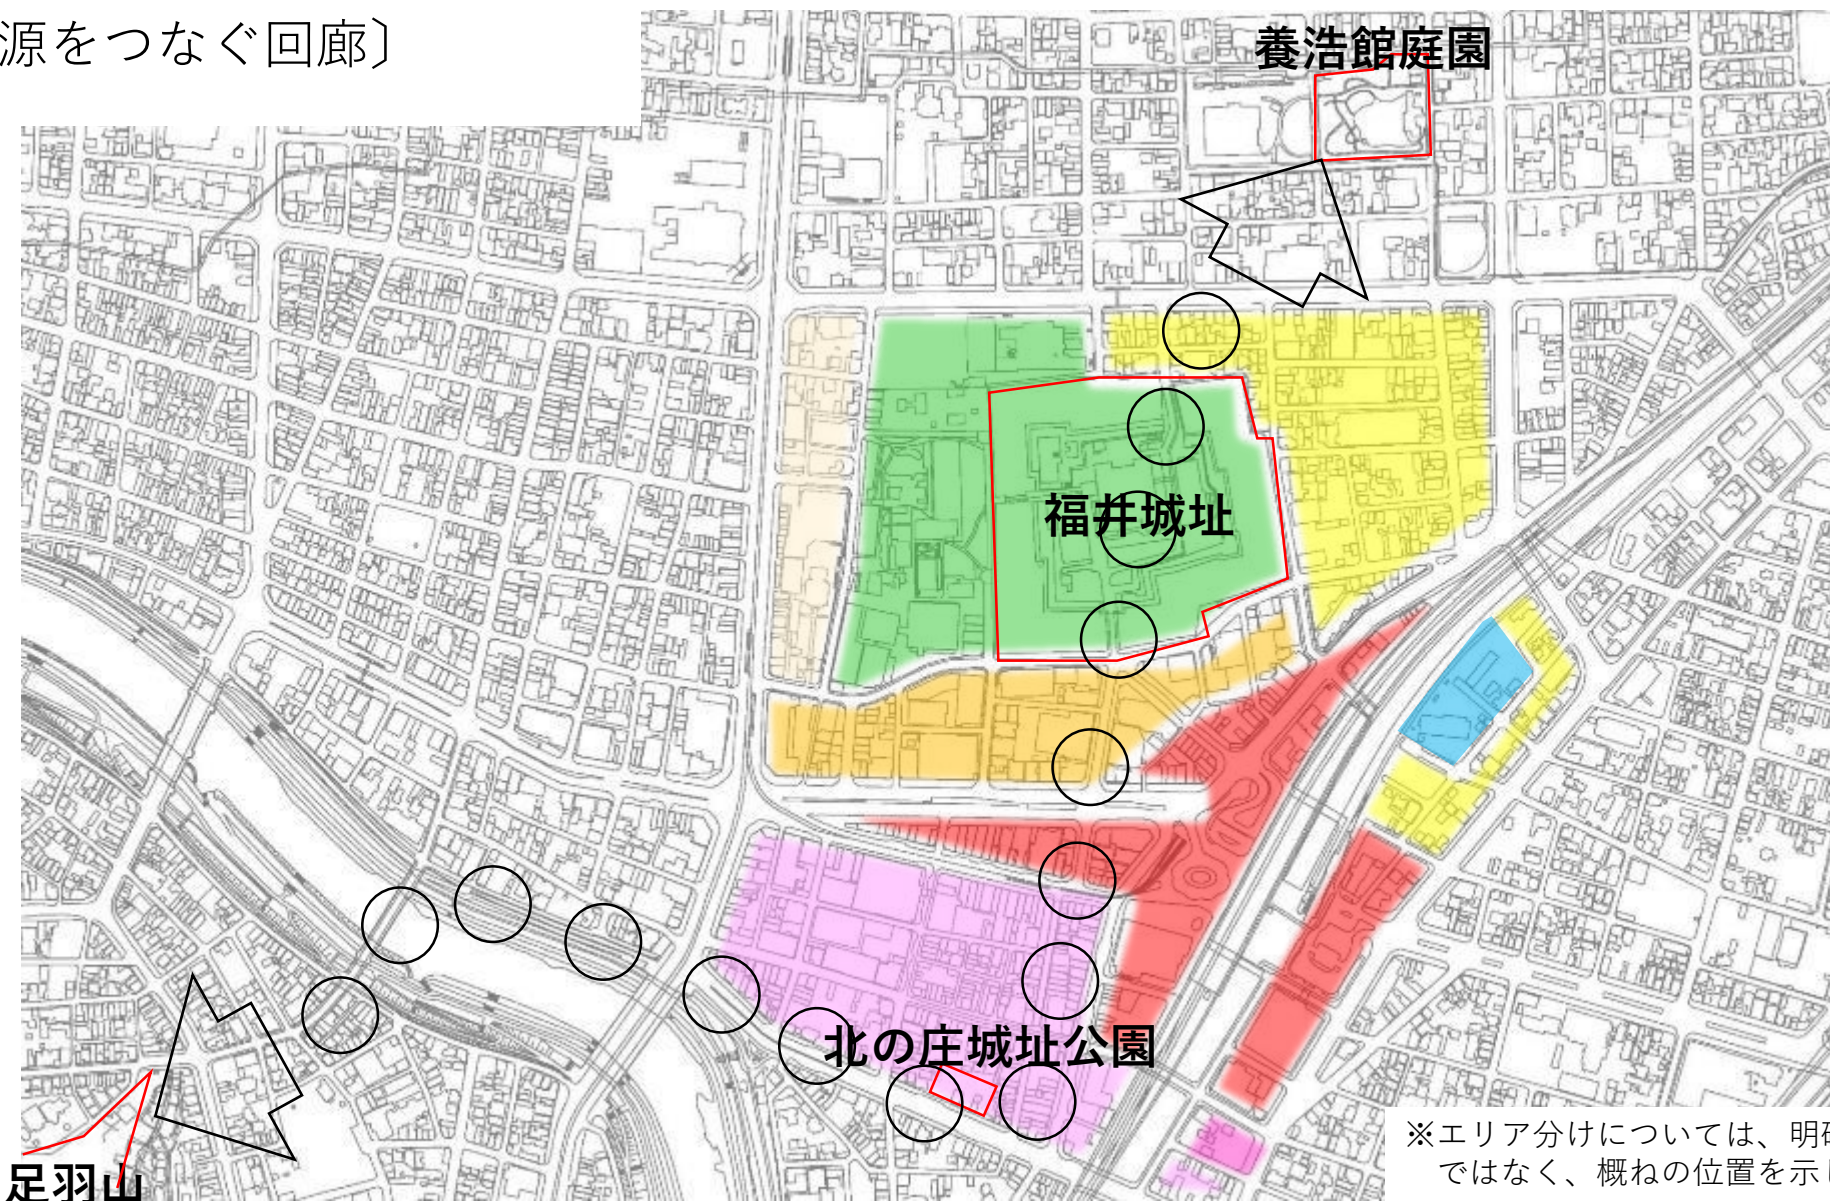 源をつなぐ回廊〕
養浩館庭園
福井城址
北の庄城址公園
足羽山
※エリア分けについては、明確
ではなく、概ねの位置を示し